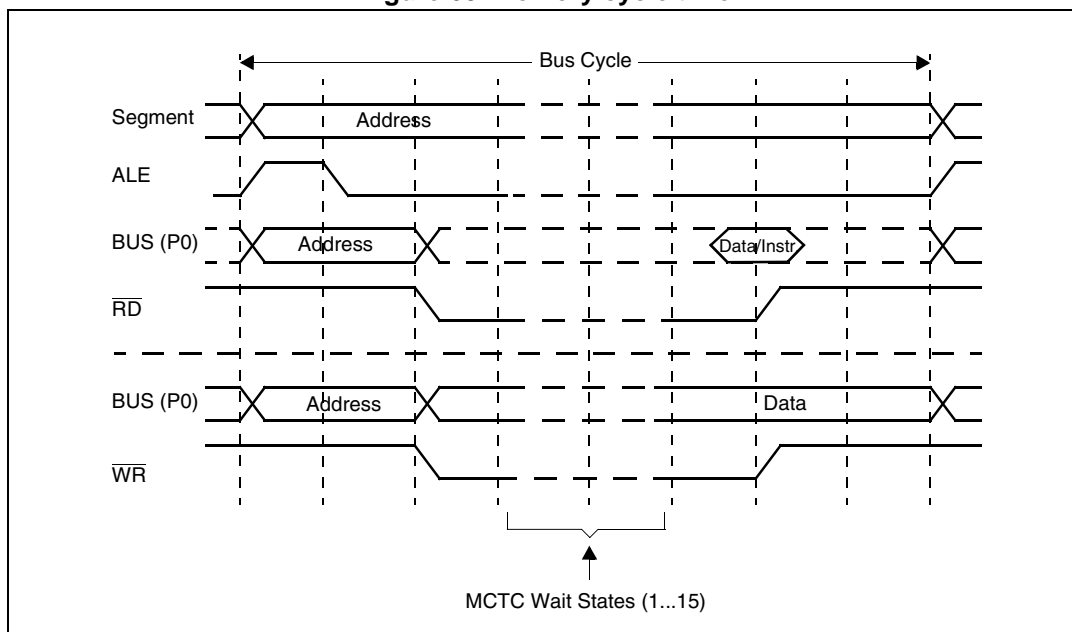 Bus Cycle
Segment
Address
ALE
BUS (P0)
Address
Data/Instr
RD
BUS (P0)
Address
Data
WR
MCTC Wait States (1...15)